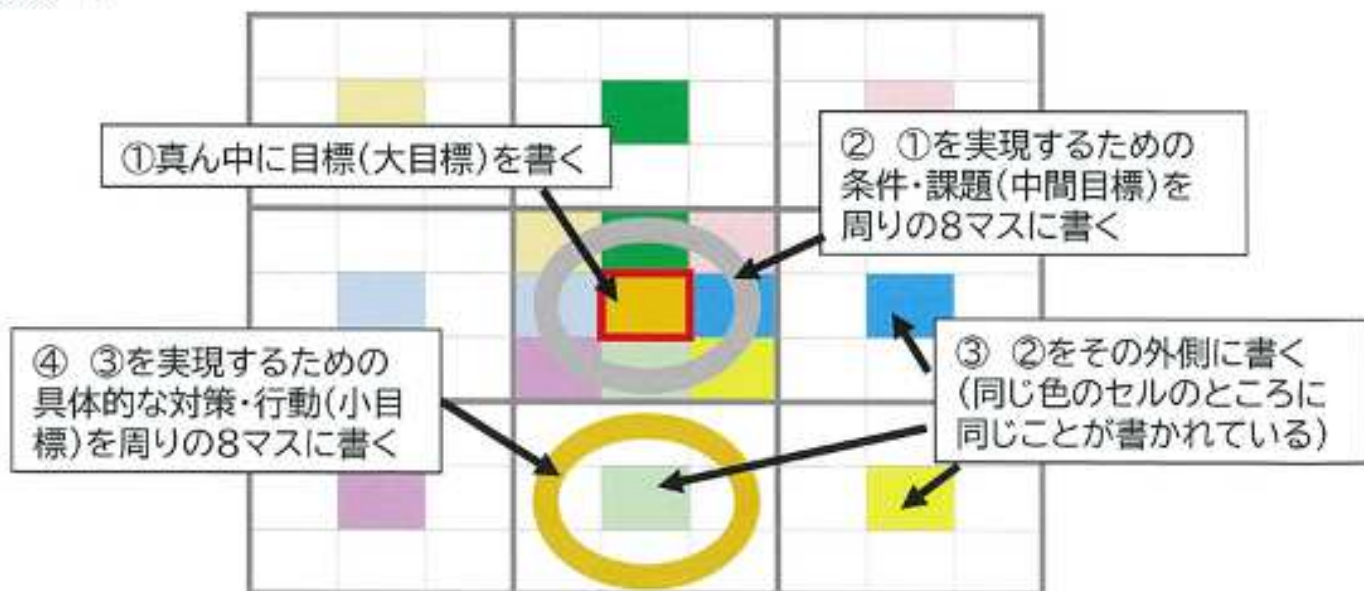 ①真ん中に目標(大目標)を書く
② ①を実現するための
条件・課題(中間目標)を
周りの8マスに書く
④ ③を実現するための
具体的な対策・行動(小目
標)を周りの8マスに書く
③ ②をその外側に書く
(同じ色のセルのところに
同じことが書かれている)